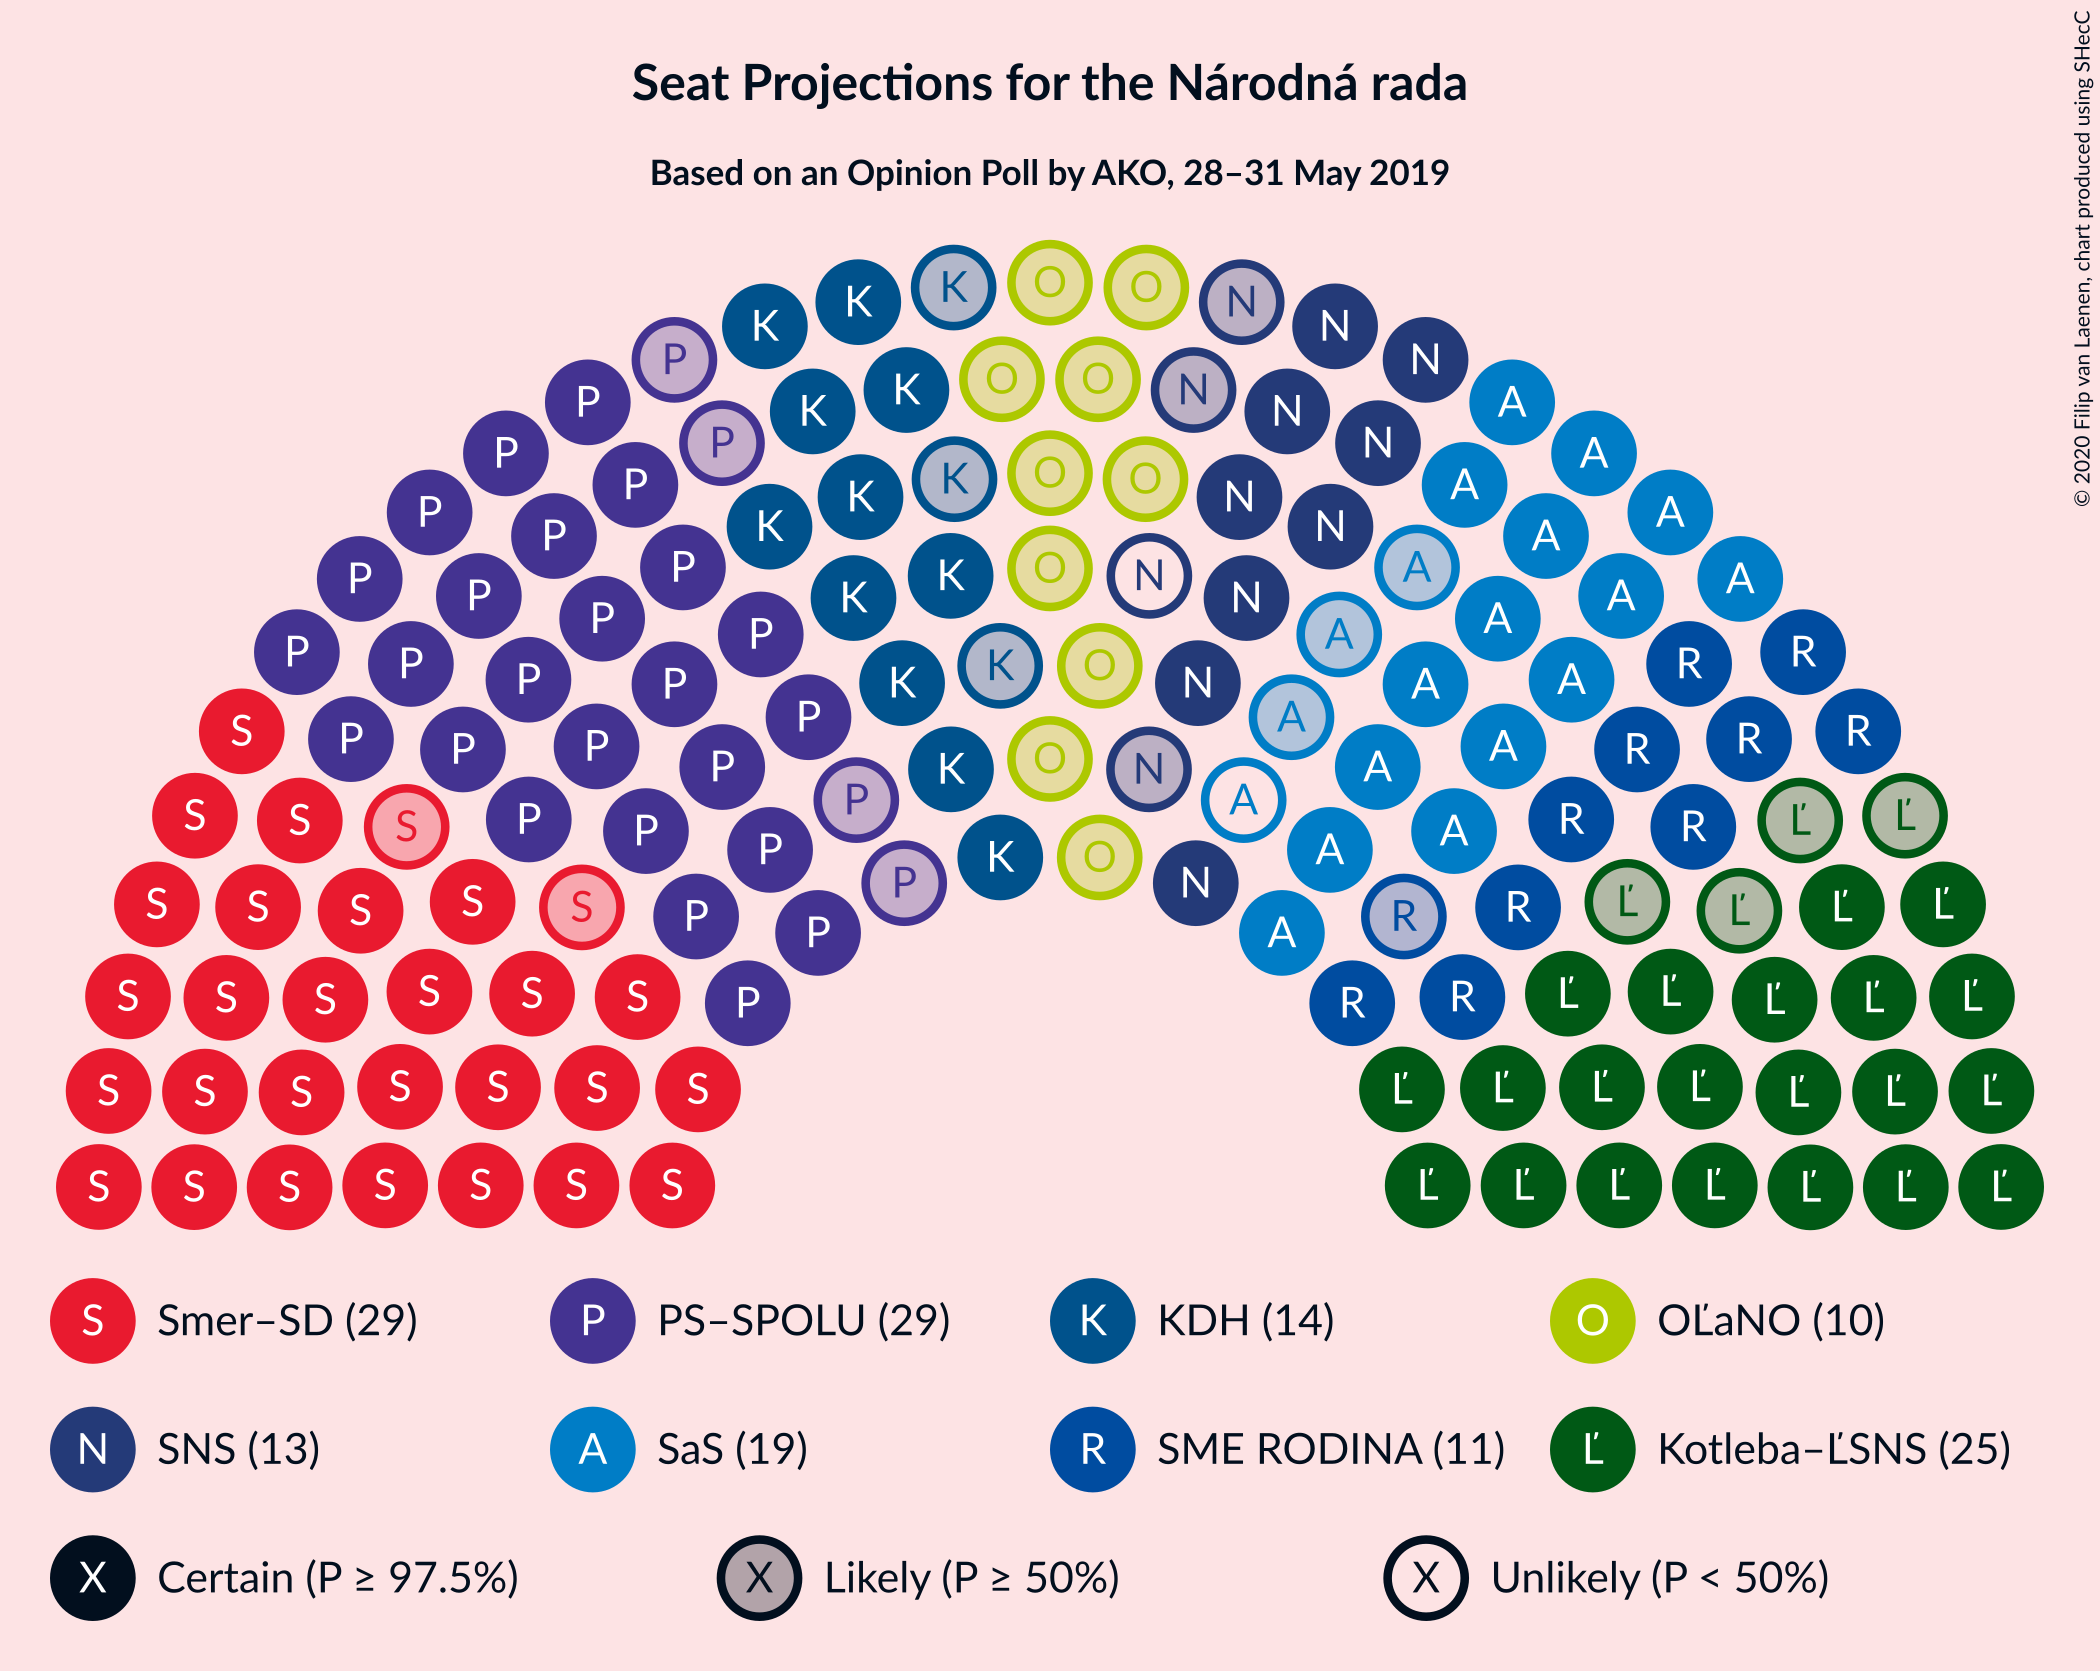 Seat Projections for the Národná rada
Based on an Opinion Poll by AKO, 28–31 May 2019
© 2020 Filip van Laenen, chart produced using SHecC
K K K O O N N N
P K K O O N N N A
P P K K K O O N N A A
P P P K K O N N A A A
P P P P K K O N A A A A
P P P P P K O N A A A A A
S P P P P P K O N A A A A R R
S S S P P P P P A A A R R R R
S S S S S P P P A R R R R Ľ Ľ
S S S S S S P R R Ľ Ľ Ľ Ľ
S S S S S S S Ľ Ľ Ľ Ľ Ľ Ľ Ľ
S S S S S S S Ľ Ľ Ľ Ľ Ľ Ľ Ľ
S Smer–SD (29) P PS–SPOLU (29) K KDH (14) O OĽaNO (10)
N SNS (13) A SaS (19) R SME RODINA (11) Ľ Kotleba–ĽSNS (25)
X Certain (P ≥ 97.5%) X Likely (P ≥ 50%) X Unlikely (P < 50%)